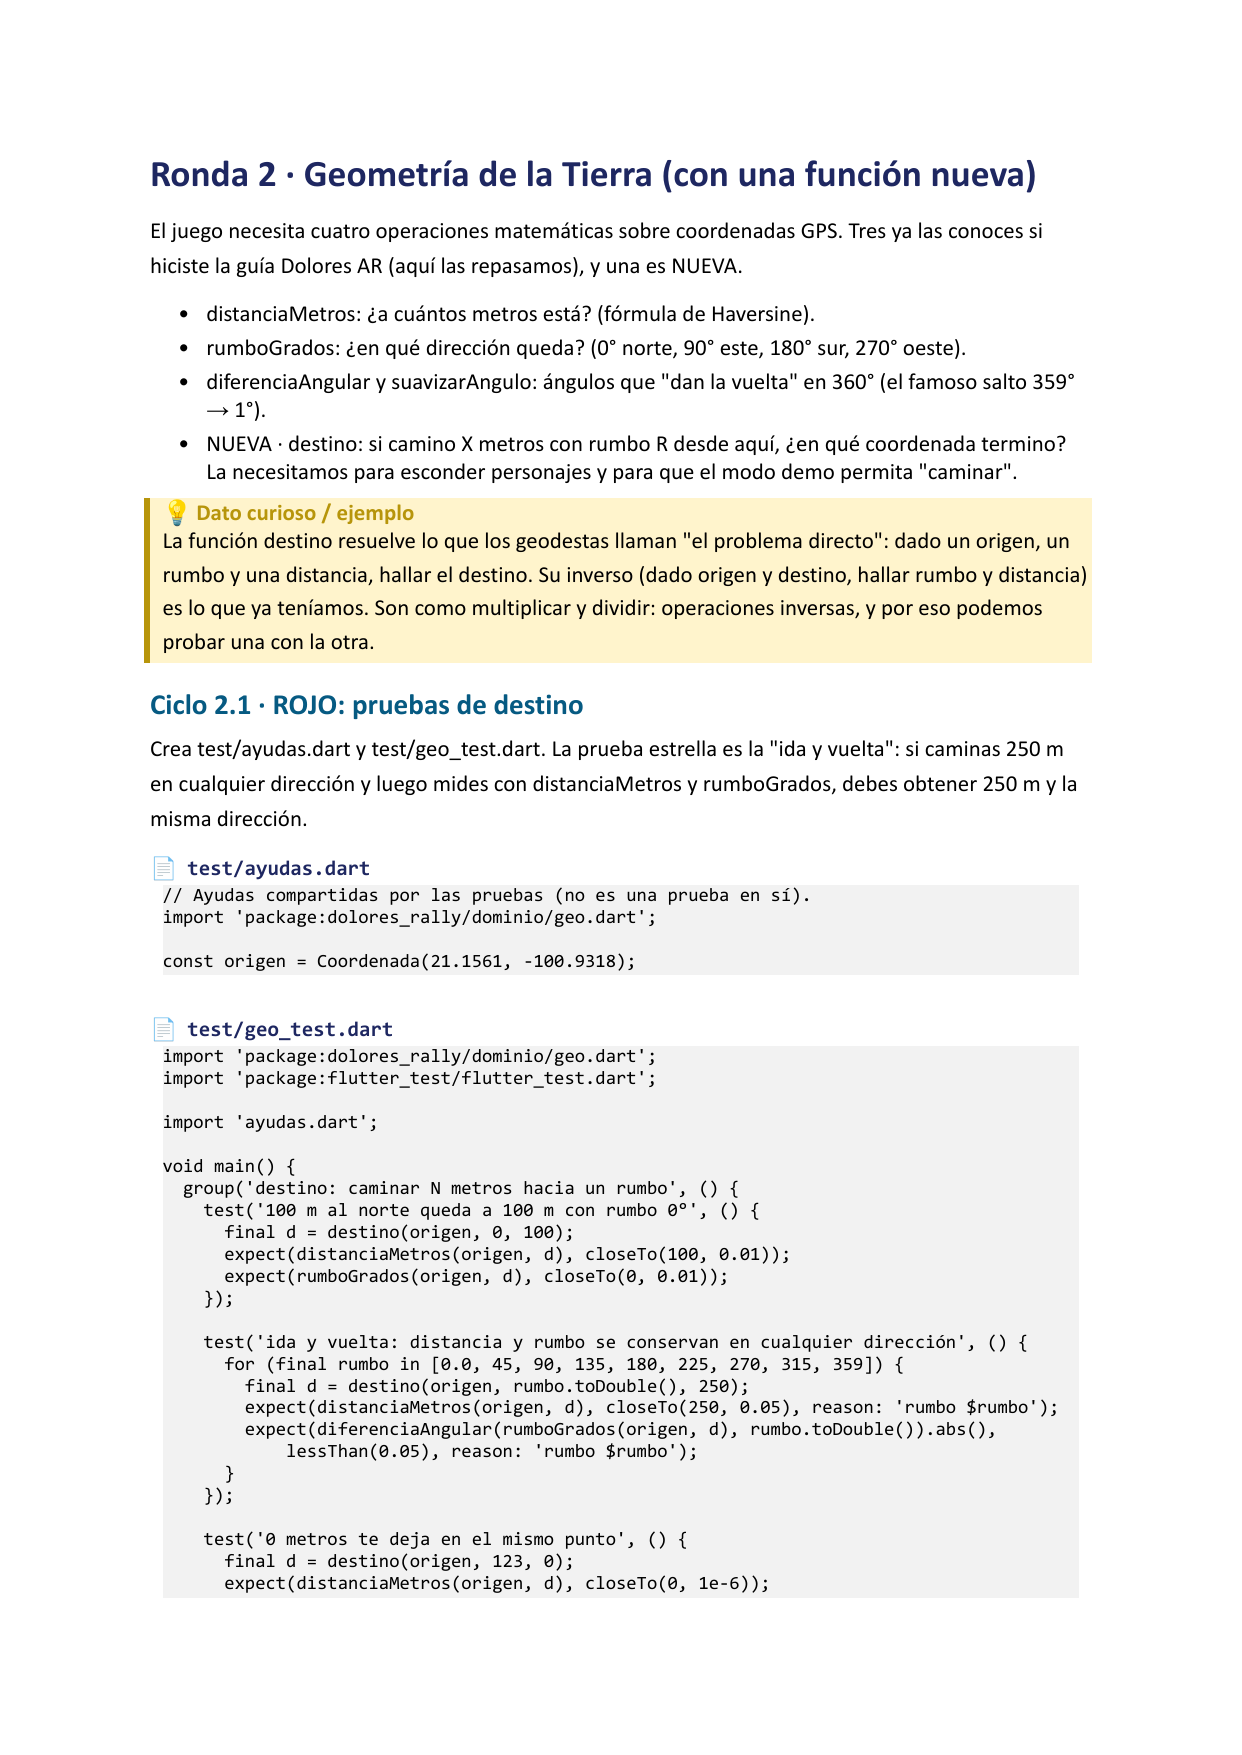 Ronda 2 · Geometría de la Tierra (con una función nueva)
El juego necesita cuatro operaciones matemáticas sobre coordenadas GPS. Tres ya las conoces si
hiciste la guía Dolores AR (aquí las repasamos), y una es NUEVA.
• distanciaMetros: ¿a cuántos metros está? (fórmula de Haversine).
• rumboGrados: ¿en qué dirección queda? (0° norte, 90° este, 180° sur, 270° oeste).
• diferenciaAngular y suavizarAngulo: ángulos que "dan la vuelta" en 360° (el famoso salto 359°
→ 1°).
• NUEVA · destino: si camino X metros con rumbo R desde aquí, ¿en qué coordenada termino?
La necesitamos para esconder personajes y para que el modo demo permita "caminar".
💡 Dato curioso / ejemplo
La función destino resuelve lo que los geodestas llaman "el problema directo": dado un origen, un
rumbo y una distancia, hallar el destino. Su inverso (dado origen y destino, hallar rumbo y distancia)
es lo que ya teníamos. Son como multiplicar y dividir: operaciones inversas, y por eso podemos
probar una con la otra.
Ciclo 2.1 · ROJO: pruebas de destino
Crea test/ayudas.dart y test/geo_test.dart. La prueba estrella es la "ida y vuelta": si caminas 250 m
en cualquier dirección y luego mides con distanciaMetros y rumboGrados, debes obtener 250 m y la
misma dirección.
📄 test/ayudas.dart
// Ayudas compartidas por las pruebas (no es una prueba en sí).
import 'package:dolores_rally/dominio/geo.dart';

const origen = Coordenada(21.1561, -100.9318);

📄 test/geo_test.dart
import 'package:dolores_rally/dominio/geo.dart';
import 'package:flutter_test/flutter_test.dart';

import 'ayudas.dart';

void main() {
  group('destino: caminar N metros hacia un rumbo', () {
    test('100 m al norte queda a 100 m con rumbo 0°', () {
      final d = destino(origen, 0, 100);
      expect(distanciaMetros(origen, d), closeTo(100, 0.01));
      expect(rumboGrados(origen, d), closeTo(0, 0.01));
    });

    test('ida y vuelta: distancia y rumbo se conservan en cualquier dirección', () {
      for (final rumbo in [0.0, 45, 90, 135, 180, 225, 270, 315, 359]) {
        final d = destino(origen, rumbo.toDouble(), 250);
        expect(distanciaMetros(origen, d), closeTo(250, 0.05), reason: 'rumbo $rumbo');
        expect(diferenciaAngular(rumboGrados(origen, d), rumbo.toDouble()).abs(),
            lessThan(0.05), reason: 'rumbo $rumbo');
      }
    });

    test('0 metros te deja en el mismo punto', () {
      final d = destino(origen, 123, 0);
      expect(distanciaMetros(origen, d), closeTo(0, 1e-6));